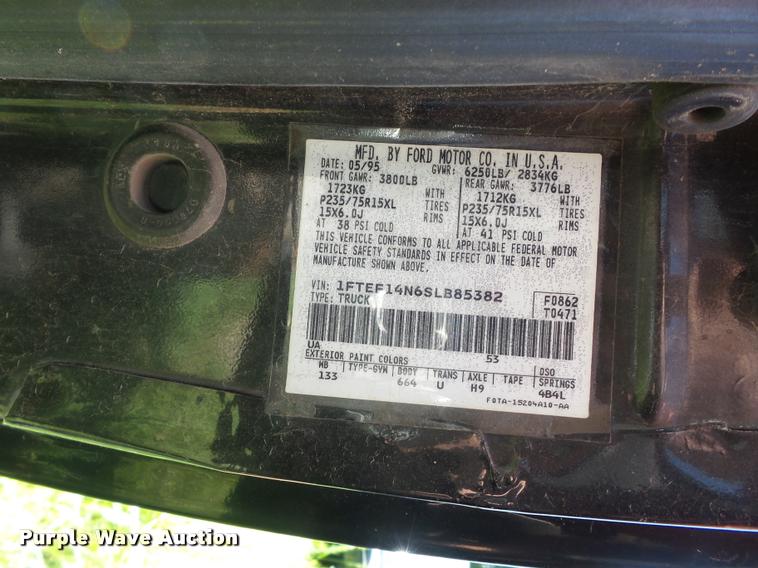 MFD. BY FORD MOTOR CO. IN U.S.A.
DATE: 05/95 GVWR: 6250LB/ 2834KG
FRONT GAWR: 3800LB REAR GAWR: 3776LB
1723KG WITH 1712KG WITH
P235/75R15XL TIRES P235/75R15XL TIRES
15X6.0J RIMS 15X6.0J RIMS
AT 38 PSI COLD AT 41 PSI COLD
THIS VEHICLE CONFORMS TO ALL APPLICABLE FEDERAL MOTOR
VEHICLE SAFETY STANDARDS IN EFFECT ON THE DATE OF
MANUFACTURE SHOWN ABOVE.
VIN: 1FTEF14N6SLB85382 F0862
TYPE: TRUCK T0471
UA 53
EXTERIOR PAINT COLORS DSO
WB TYPE-GVW BODY TRANS AXLE TAPE SPRINGS
133 664 U H9 4B4L
F0TA-15204A10-AA
Purple Wave Auction